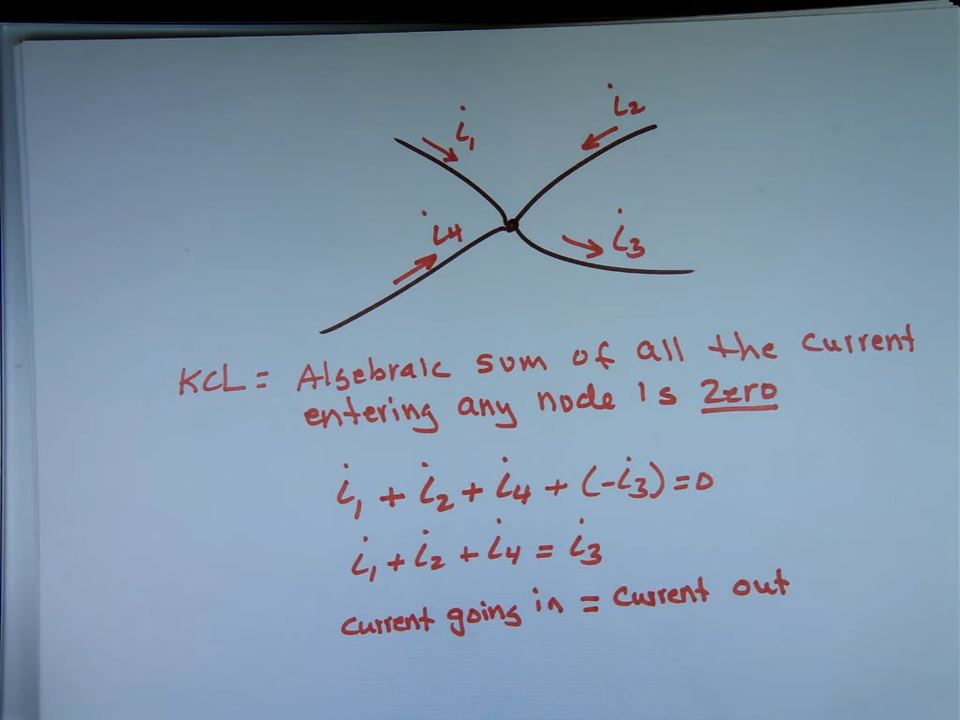 i₁
i₂
i₄
i₃
KCL = Algebraic sum of all the current
entering any node is zero
i₁ + i₂ + i₄ + (-i₃) = 0
i₁ + i₂ + i₄ = i₃
current going in = current out